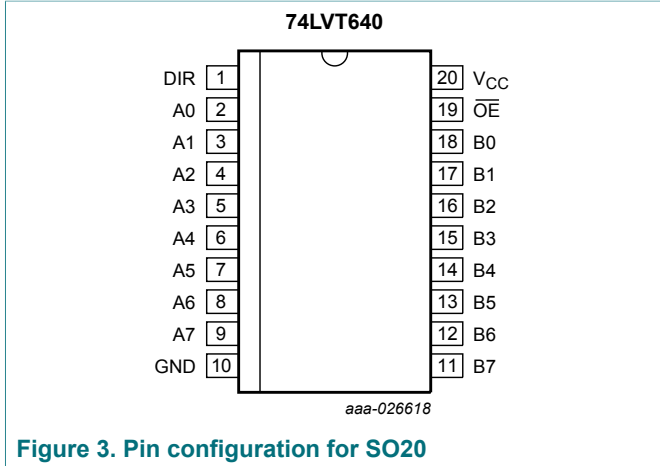 74LVT640
DIR 1 20 VCC
A0 2 19 OE
A1 3 18 B0
A2 4 17 B1
A3 5 16 B2
A4 6 15 B3
A5 7 14 B4
A6 8 13 B5
A7 9 12 B6
GND 10 11 B7
aaa-026618
Figure 3. Pin configuration for SO20